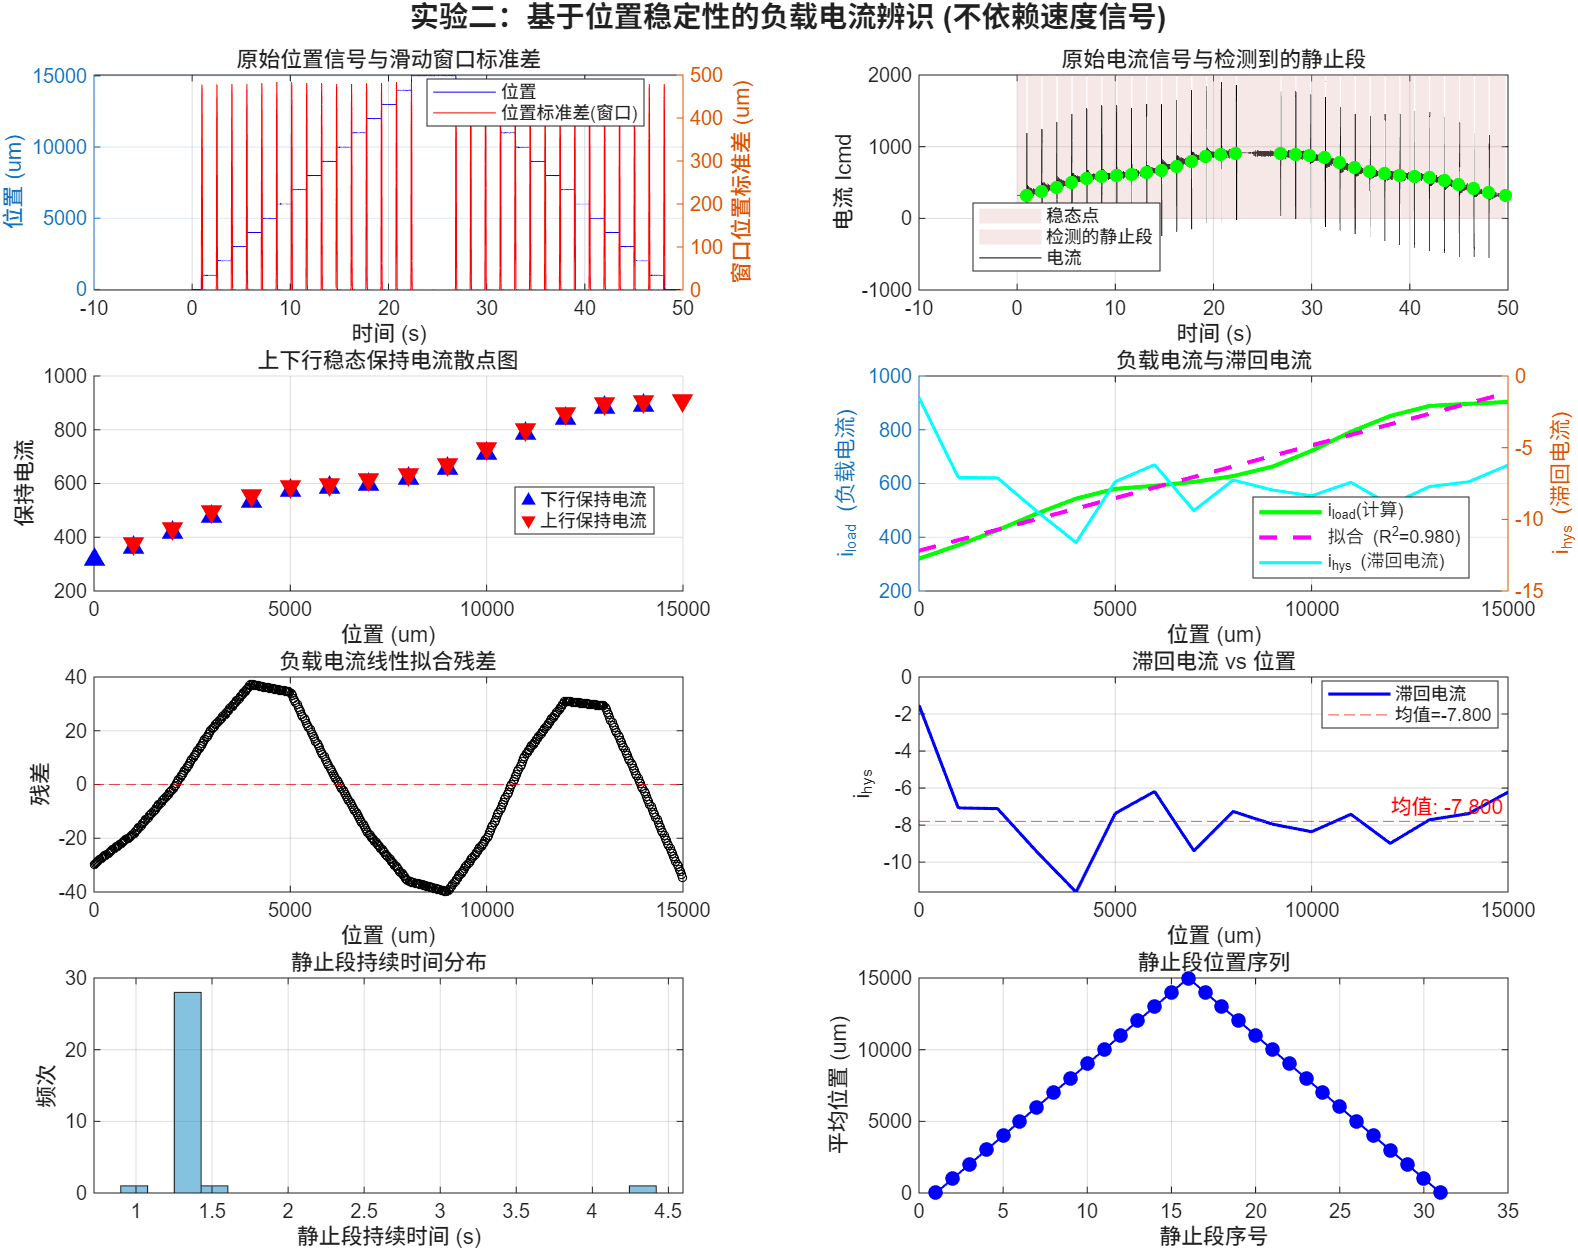 实验二：基于位置稳定性的负载电流辨识 (不依赖速度信号)
原始位置信号与滑动窗口标准差
位置 (um)
15000
10000
5000
0
500
400
300
200
100
0
窗口位置标准差 (um)
位置
位置标准差(窗口)
-10 0 10 20 30 40 50
时间 (s)
原始电流信号与检测到的静止段
电流 Icmd
2000
1000
0
-1000
稳态点
检测的静止段
电流
-10 0 10 20 30 40 50
时间 (s)
上下行稳态保持电流散点图
保持电流
1000
800
600
400
200
下行保持电流
上行保持电流
0 5000 10000 15000
位置 (um)
负载电流与滞回电流
i_load (负载电流)
1000
800
600
400
200
0
-5
-10
-15
i_hys (滞回电流)
i_load(计算)
拟合 (R²=0.980)
i_hys (滞回电流)
0 5000 10000 15000
位置 (um)
负载电流线性拟合残差
残差
40
20
0
-20
-40
0 5000 10000 15000
位置 (um)
滞回电流 vs 位置
i_hys
0
-2
-4
-6
-8
-10
滞回电流
均值=-7.800
均值: -7.800
0 5000 10000 15000
位置 (um)
静止段持续时间分布
频次
30
20
10
0
1 1.5 2 2.5 3 3.5 4 4.5
静止段持续时间 (s)
静止段位置序列
平均位置 (um)
15000
10000
5000
0
0 5 10 15 20 25 30 35
静止段序号